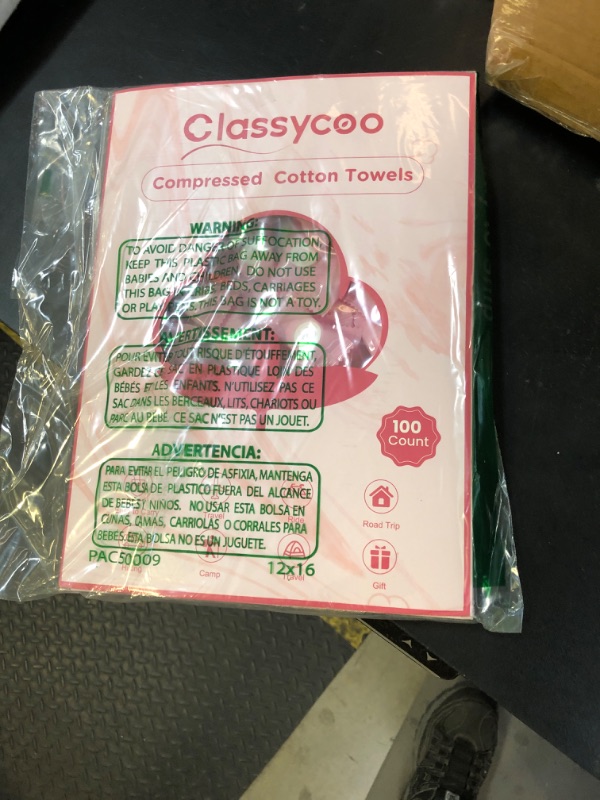 Classycoo
Compressed Cotton Towels
WARNING:
TO AVOID DANGER OF SUFFOCATION,
KEEP THIS PLASTIC BAG AWAY FROM
BABIES AND CHILDREN. DO NOT USE
THIS BAG IN CRIBS, BEDS, CARRIAGES
OR PLAYPENS. THIS BAG IS NOT A TOY.
AVERTISSEMENT:
POUR ÉVITER TOUT RISQUE D'ÉTOUFFEMENT,
GARDEZ CE SAC EN PLASTIQUE LOIN DES
BÉBÉS ET LES ENFANTS. N'UTILISEZ PAS CE
SAC DANS LES BERCEAUX, LITS, CHARIOTS OU
PARC AU BÉBÉ. CE SAC N'EST PAS UN JOUET.
100
Count
ADVERTENCIA:
PARA EVITAR EL PELIGRO DE ASFIXIA, MANTENGA
ESTA BOLSA DE PLASTICO FUERA DEL ALCANCE
DE BEBES Y NIÑOS. NO USAR ESTA BOLSA EN
CUNAS, CAMAS, CARRIOLAS O CORRALES PARA
BEBES. ESTA BOLSA NO ES UN JUGUETE.
PAC50009
12x16
Travel
Ride
Road Trip
Camp
Travel
Gift